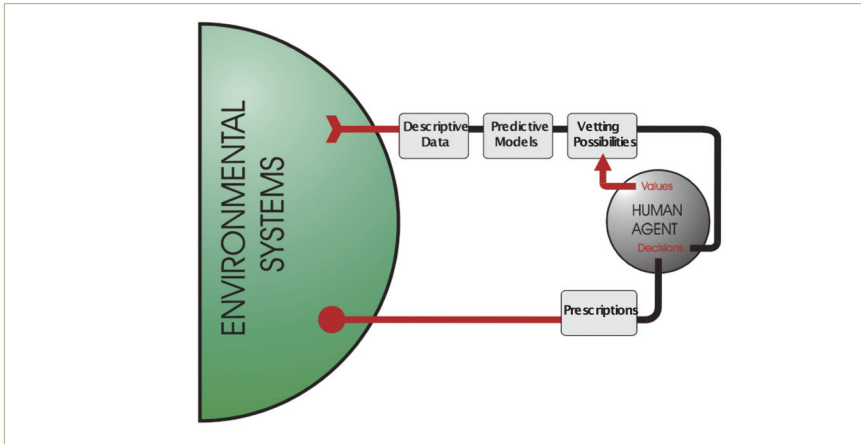 ENVIRONMENTAL
SYSTEMS
Descriptive
Data
Predictive
Models
Vetting
Possibilities
Values
HUMAN
AGENT
Decisions
Prescriptions